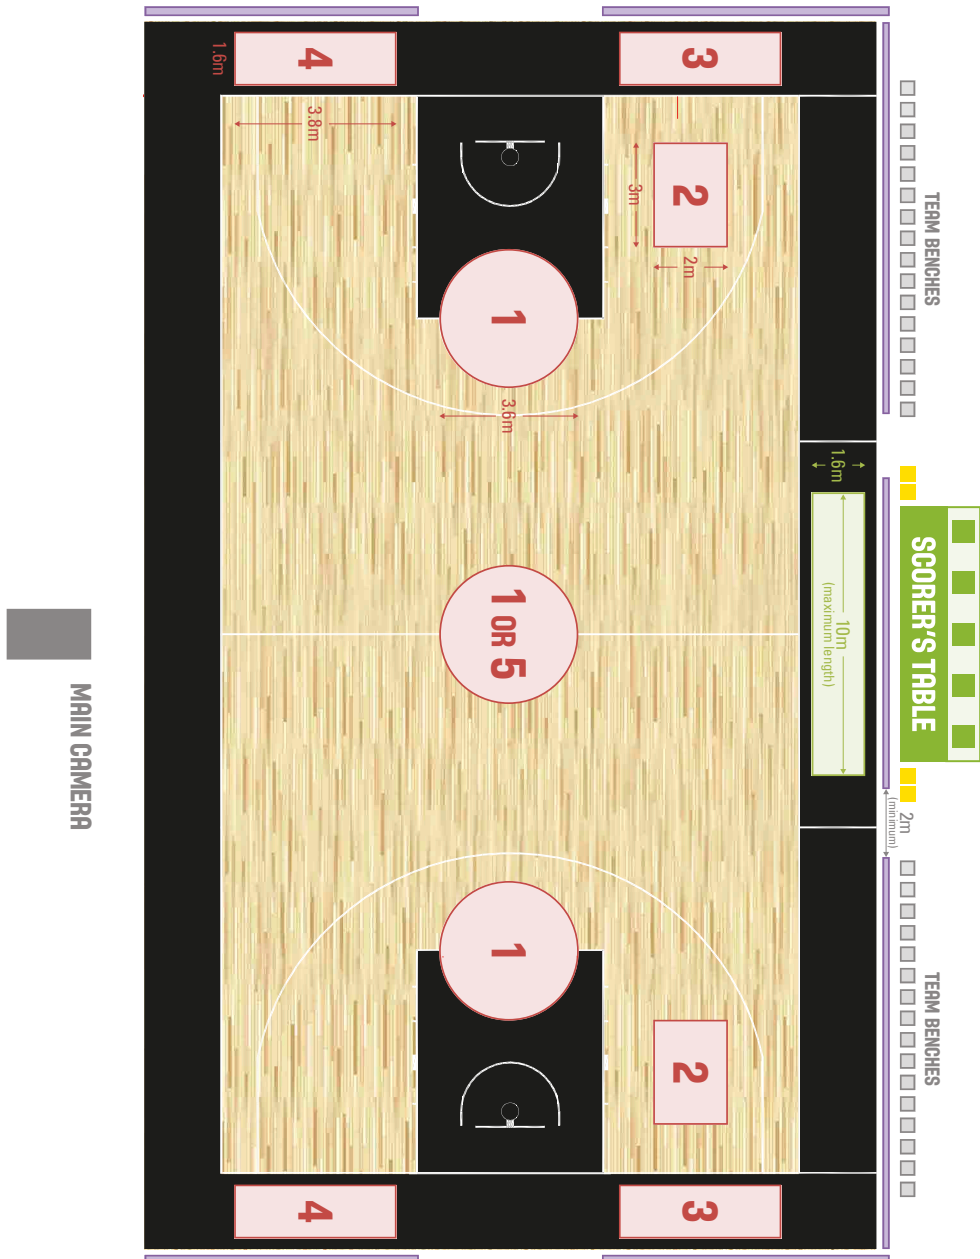 4
3
1.6m
3.8m
2
3m
2m
TEAM BENCHES
1
3.6m
1.6m
1 OR 5
10m
(maximum length)
SCORER'S TABLE
MAIN CAMERA
2m
(minimum)
1
2
TEAM BENCHES
4
3